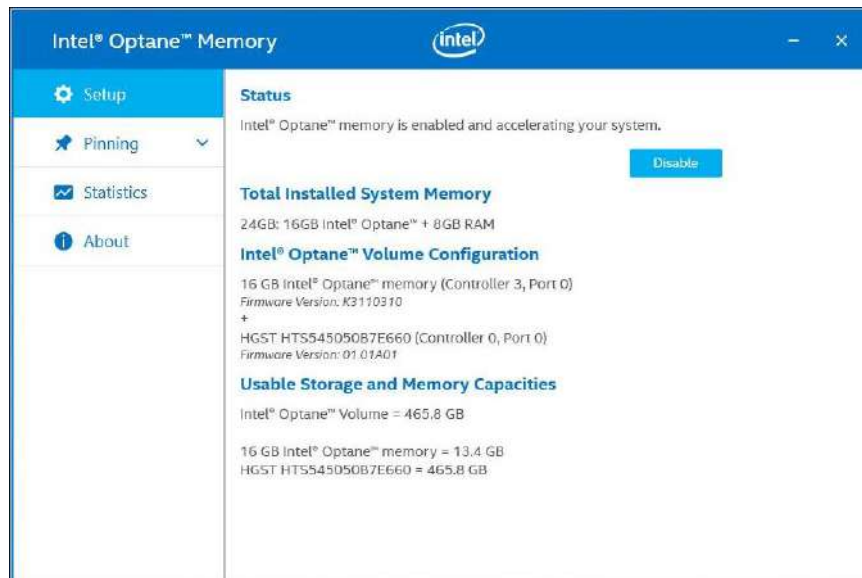 Intel® Optane™ Memory
intel
Setup
Pinning
Statistics
About
Status
Intel® Optane™ memory is enabled and accelerating your system.
Disable
Total Installed System Memory
24GB: 16GB Intel® Optane™ + 8GB RAM
Intel® Optane™ Volume Configuration
16 GB Intel® Optane™ memory (Controller 3, Port 0)
Firmware Version: K3110310
+
HGST HTS545050B7E660 (Controller 0, Port 0)
Firmware Version: 01.01A01
Usable Storage and Memory Capacities
Intel® Optane™ Volume = 465.8 GB
16 GB Intel® Optane™ memory = 13.4 GB
HGST HTS545050B7E660 = 465.8 GB